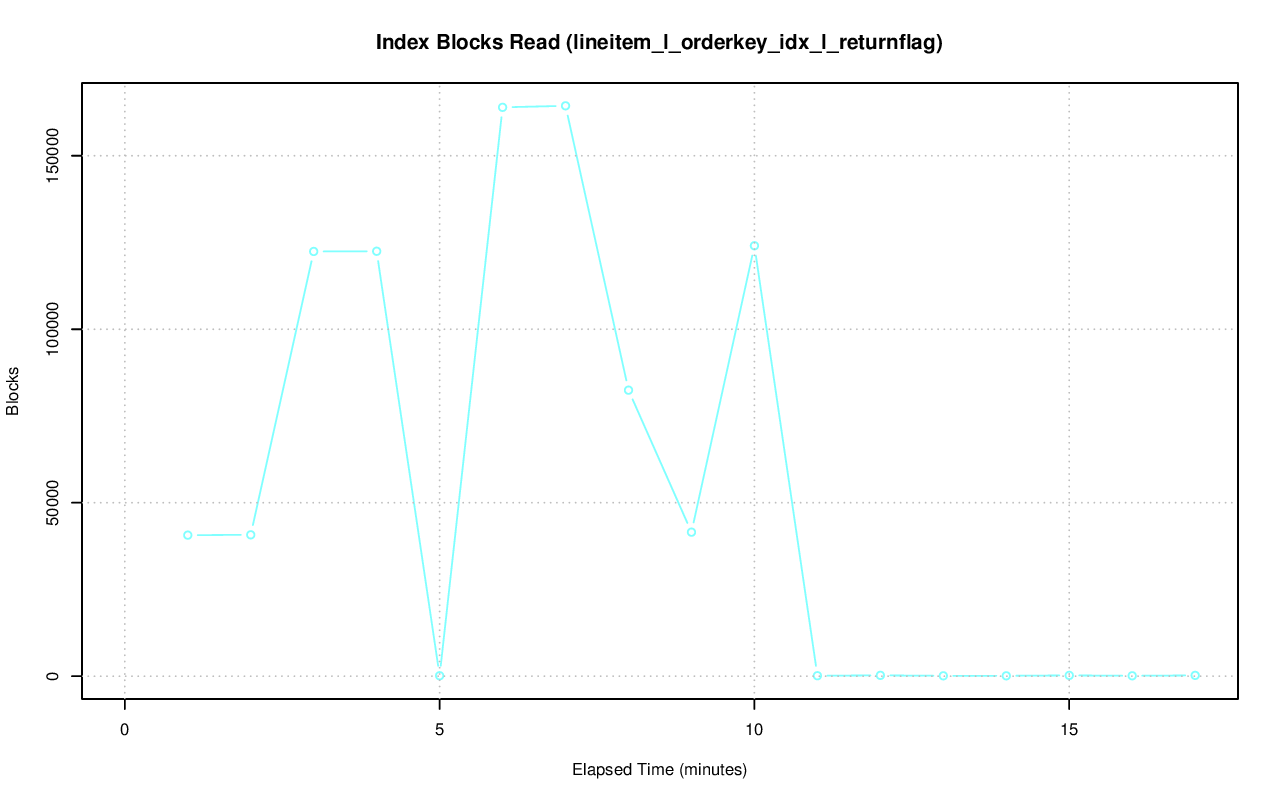 Index Blocks Read (lineitem_l_orderkey_idx_l_returnflag)
150000
100000
50000
0
Blocks
0 5 10 15
Elapsed Time (minutes)